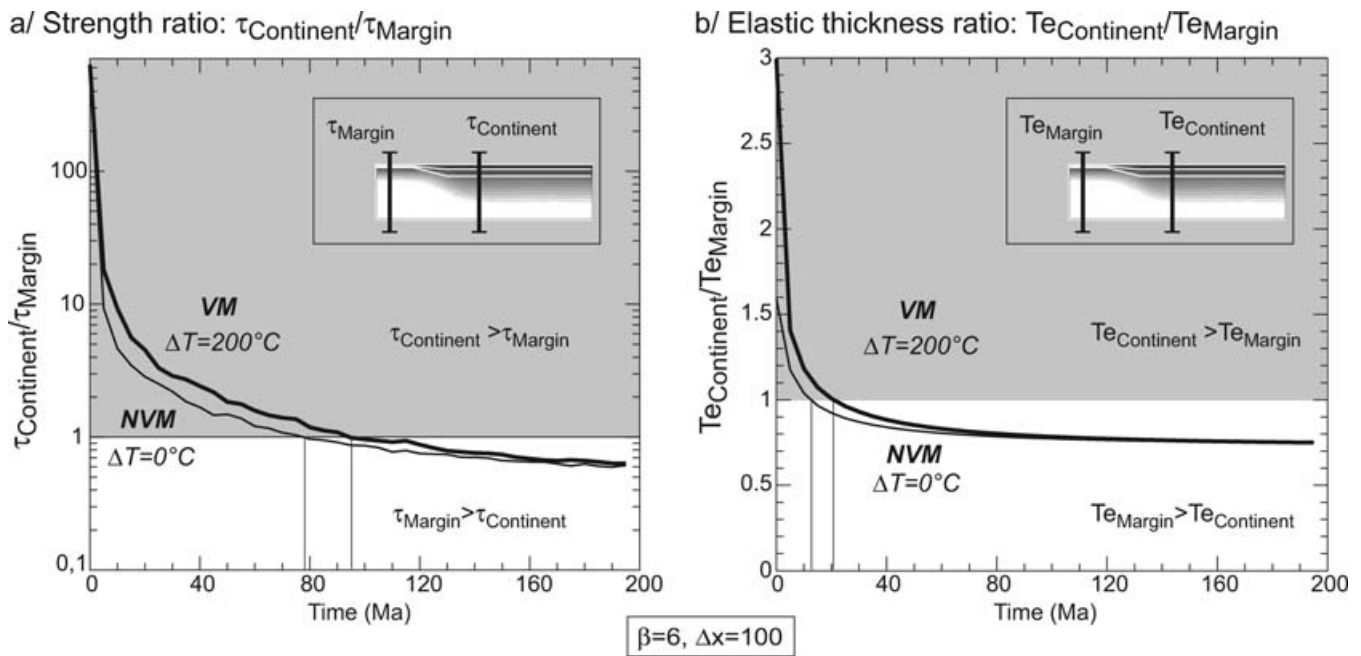 a/ Strength ratio: τContinent/τMargin
τContinent/τMargin
100
10
1
0,1
τMargin
τContinent
VM
ΔT=200°C
τContinent >τMargin
NVM
ΔT=0°C
τMargin>τContinent
0 40 80 120 160 200
Time (Ma)
b/ Elastic thickness ratio: TeContinent/TeMargin
TeContinent/TeMargin
3
2.5
2
1.5
1
0.5
0
TeMargin
TeContinent
VM
ΔT=200°C
TeContinent>TeMargin
NVM
ΔT=0°C
TeMargin>TeContinent
0 40 80 120 160 200
Time (Ma)
β=6, Δx=100